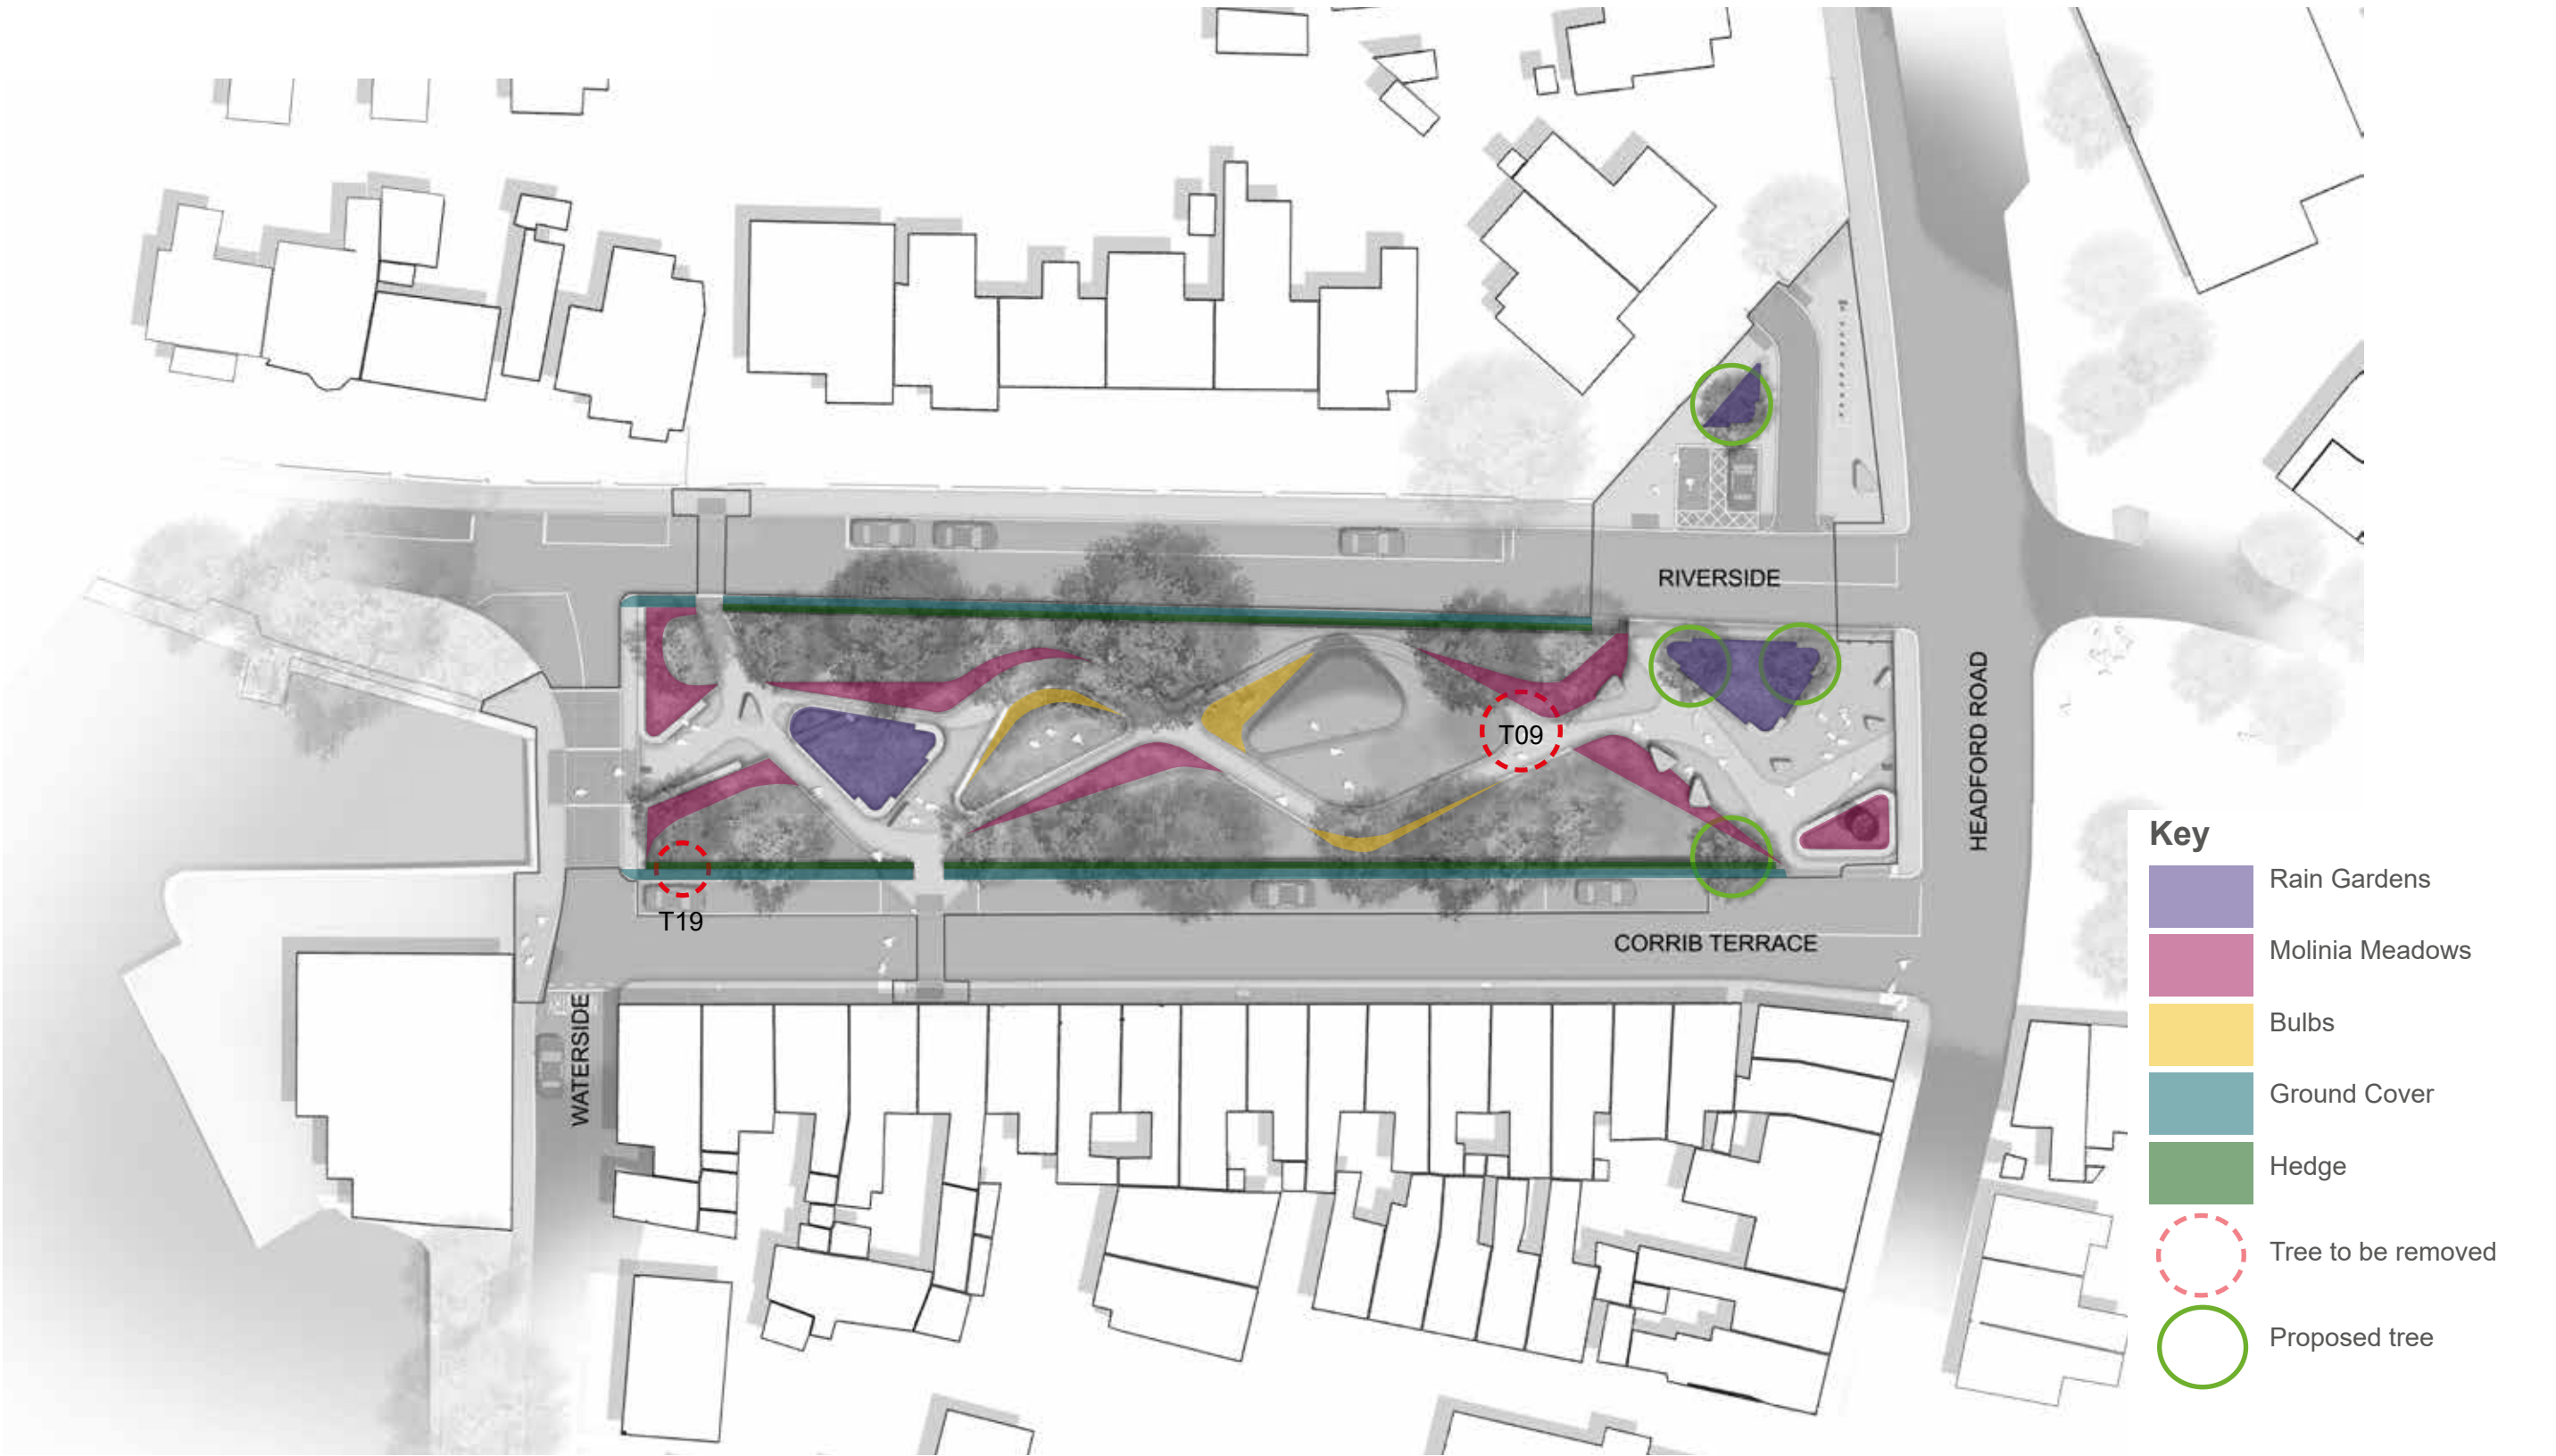 RIVERSIDE
HEADFORD ROAD
T09
T19
CORRIB TERRACE
WATERSIDE
Key
Rain Gardens
Molinia Meadows
Bulbs
Ground Cover
Hedge
Tree to be removed
Proposed tree